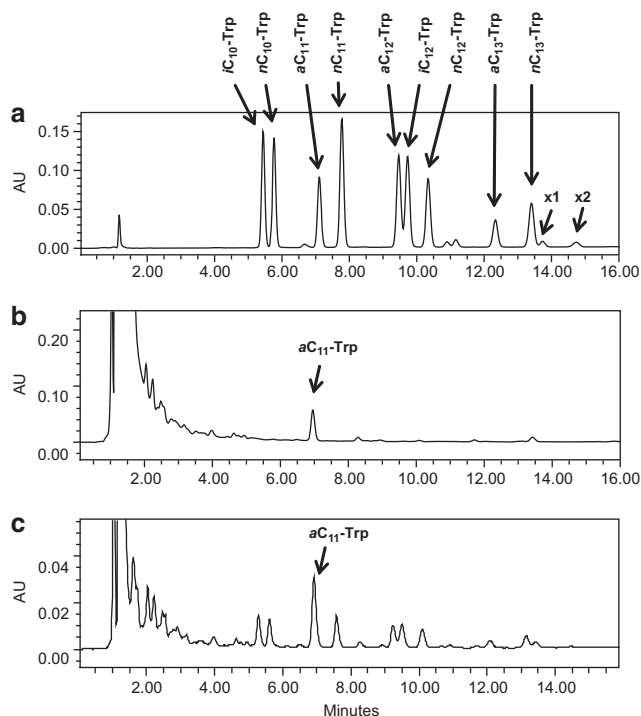 iC₁₀-Trp
nC₁₀-Trp
aC₁₁-Trp
nC₁₁-Trp
aC₁₂-Trp
iC₁₂-Trp
nC₁₂-Trp
aC₁₃-Trp
nC₁₃-Trp
a
x1
x2
AU
0.15
0.10
0.05
0.00
2.00 4.00 6.00 8.00 10.00 12.00 14.00 16.00
b
aC₁₁-Trp
AU
0.20
0.10
0.00
2.00 4.00 6.00 8.00 10.00 12.00 14.00 16.00
c
aC₁₁-Trp
AU
0.04
0.02
0.00
2.00 4.00 6.00 8.00 10.00 12.00 14.00
Minutes